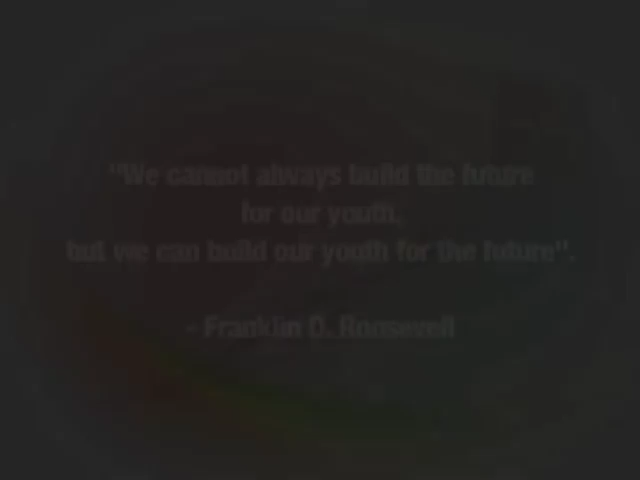 "We cannot always build the future
for our youth,
but we can build our youth for the future".
- Franklin D. Roosevelt